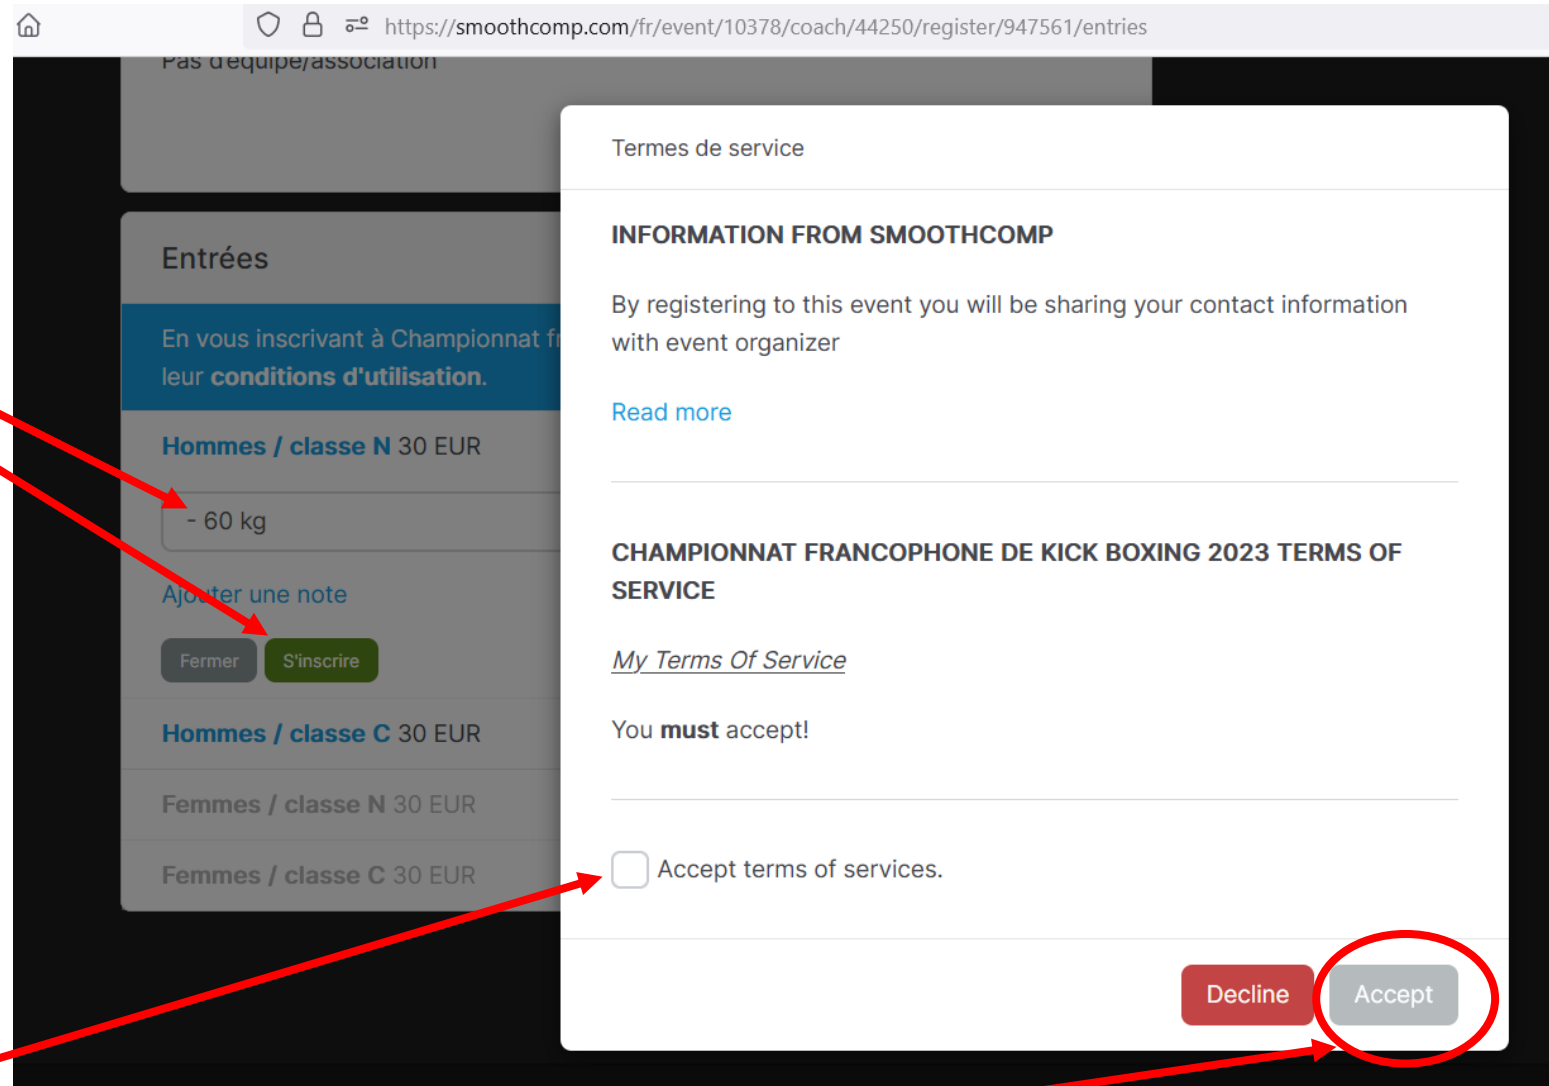 https://smoothcomp.com/fr/event/10378/coach/44250/register/947561/entries
Pas d'équipe/association
Entrées
En vous inscrivant à Championnat fr
leur conditions d'utilisation.
Hommes / classe N 30 EUR
- 60 kg
Ajouter une note
Fermer
S'inscrire
Hommes / classe C 30 EUR
Femmes / classe N 30 EUR
Femmes / classe C 30 EUR
Termes de service
INFORMATION FROM SMOOTHCOMP
By registering to this event you will be sharing your contact information
with event organizer
Read more
CHAMPIONNAT FRANCOPHONE DE KICK BOXING 2023 TERMS OF
SERVICE
My Terms Of Service
You must accept!
Accept terms of services.
Decline
Accept